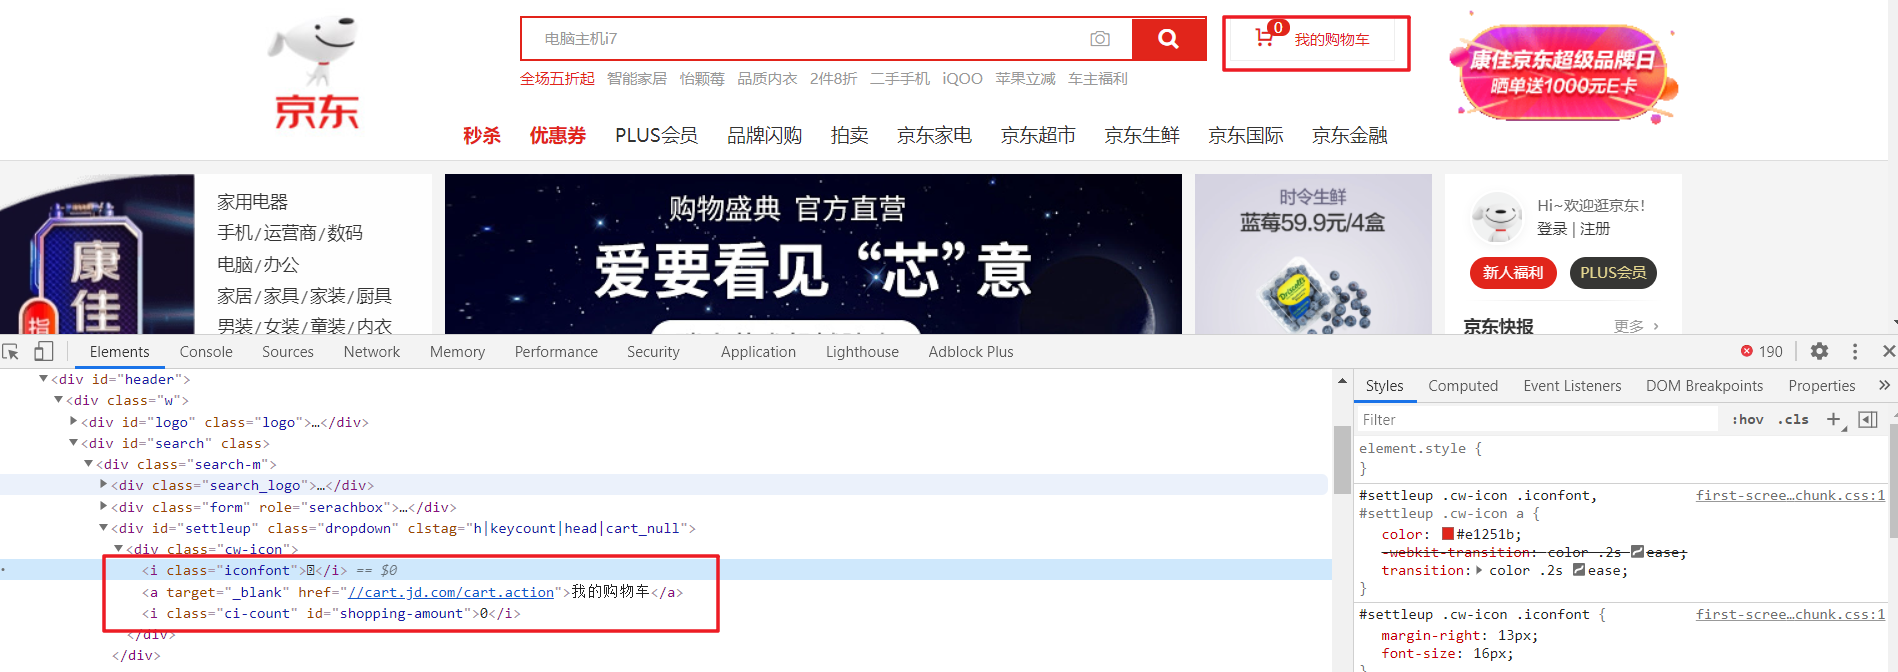 京东
电脑主机i7
0
我的购物车
康佳京东超级品牌日
晒单送1000元E卡
全场五折起 智能家居 怡颗莓 品质内衣 2件8折 二手手机 iQOO 苹果立减 车主福利
秒杀 优惠券 PLUS会员 品牌闪购 拍卖 京东家电 京东超市 京东生鲜 京东国际 京东金融
康佳
指
家用电器
手机/运营商/数码
电脑/办公
家居/家具/家装/厨具
男装/女装/童装/内衣
购物盛典 官方直营
爱要看见“芯”意
时令生鲜
蓝莓59.9元/4盒
Hi~欢迎逛京东!
登录 | 注册
新人福利 PLUS会员
京东快报 更多 ›
Elements Console Sources Network Memory Performance Security Application Lighthouse Adblock Plus 190
<div id="header">
<div class="w">
<div id="logo" class="logo">…</div>
<div id="search" class>
<div class="search-m">
<div class="search_logo">…</div>
<div class="form" role="serachbox">…</div>
<div id="settleup" class="dropdown" clstag="h|keycount|head|cart_null">
<div class="cw-icon">
<i class="iconfont"></i> == $0
<a target="_blank" href="//cart.jd.com/cart.action">我的购物车</a>
<i class="ci-count" id="shopping-amount">0</i>
</div>
</div>
Styles Computed Event Listeners DOM Breakpoints Properties »
Filter :hov .cls +
element.style {
}
#settleup .cw-icon .iconfont, first-scree…chunk.css:1
#settleup .cw-icon a {
color: #e1251b;
-webkit-transition: color .2s ease;
transition: color .2s ease;
}
#settleup .cw-icon .iconfont { first-scree…chunk.css:1
margin-right: 13px;
font-size: 16px;
}